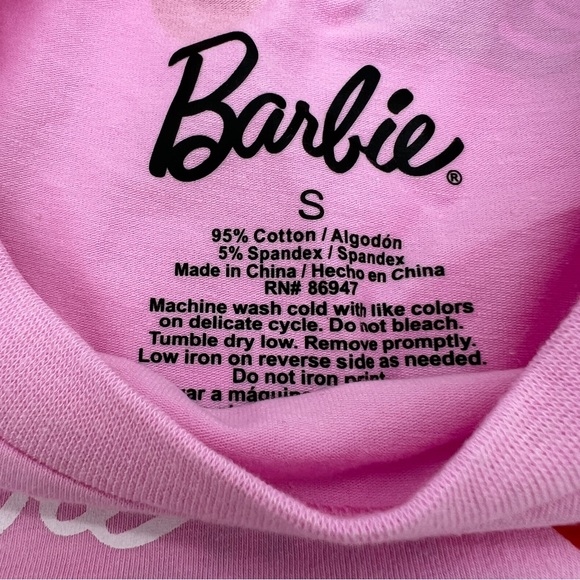 Barbie®
S
95% Cotton / Algodón
5% Spandex / Spandex
Made in China / Hecho en China
RN# 86947
Machine wash cold with like colors
on delicate cycle. Do not bleach.
Tumble dry low. Remove promptly.
Low iron on reverse side as needed.
Do not iron print.
a máquina